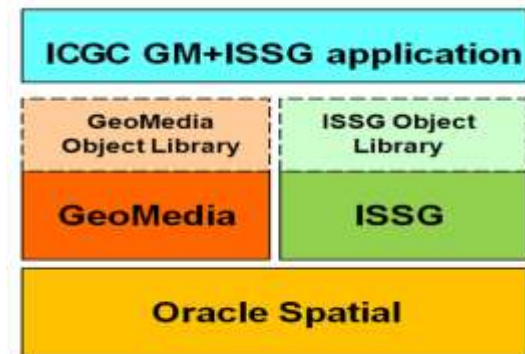 ICGC GM+ISSG application
GeoMedia
Object Library
ISSG Object
Library
GeoMedia
ISSG
Oracle Spatial